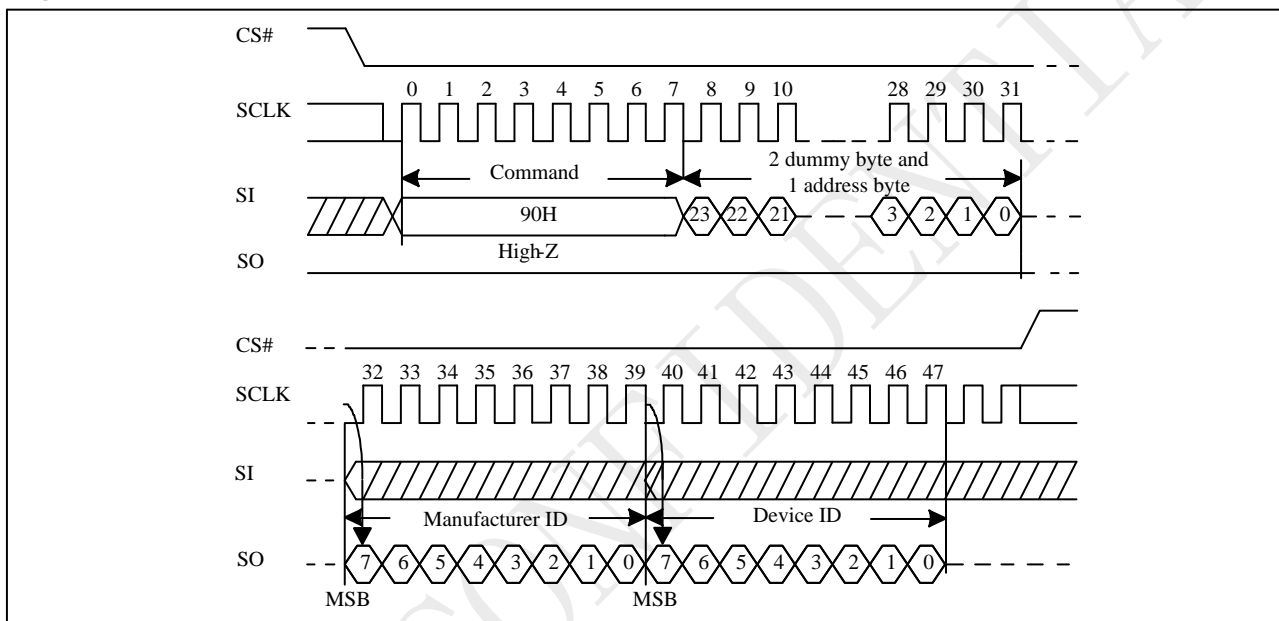 CS#
0 1 2 3 4 5 6 7 8 9 10 28 29 30 31
SCLK
Command
2 dummy byte and
1 address byte
SI
90H
23 22 21 3 2 1 0
High-Z
SO
CS#
32 33 34 35 36 37 38 39 40 41 42 43 44 45 46 47
SCLK
SI
Manufacturer ID
Device ID
SO
7 6 5 4 3 2 1 0 7 6 5 4 3 2 1 0
MSB
MSB
CONFIDENTIA